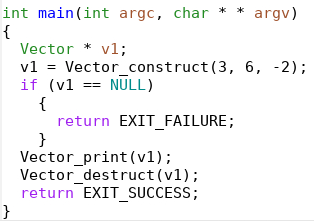 int main(int argc, char * * argv)
{
  Vector * v1;
  v1 = Vector_construct(3, 6, -2);
  if (v1 == NULL)
    {
      return EXIT_FAILURE;
    }
  Vector_print(v1);
  Vector_destruct(v1);
  return EXIT_SUCCESS;
}